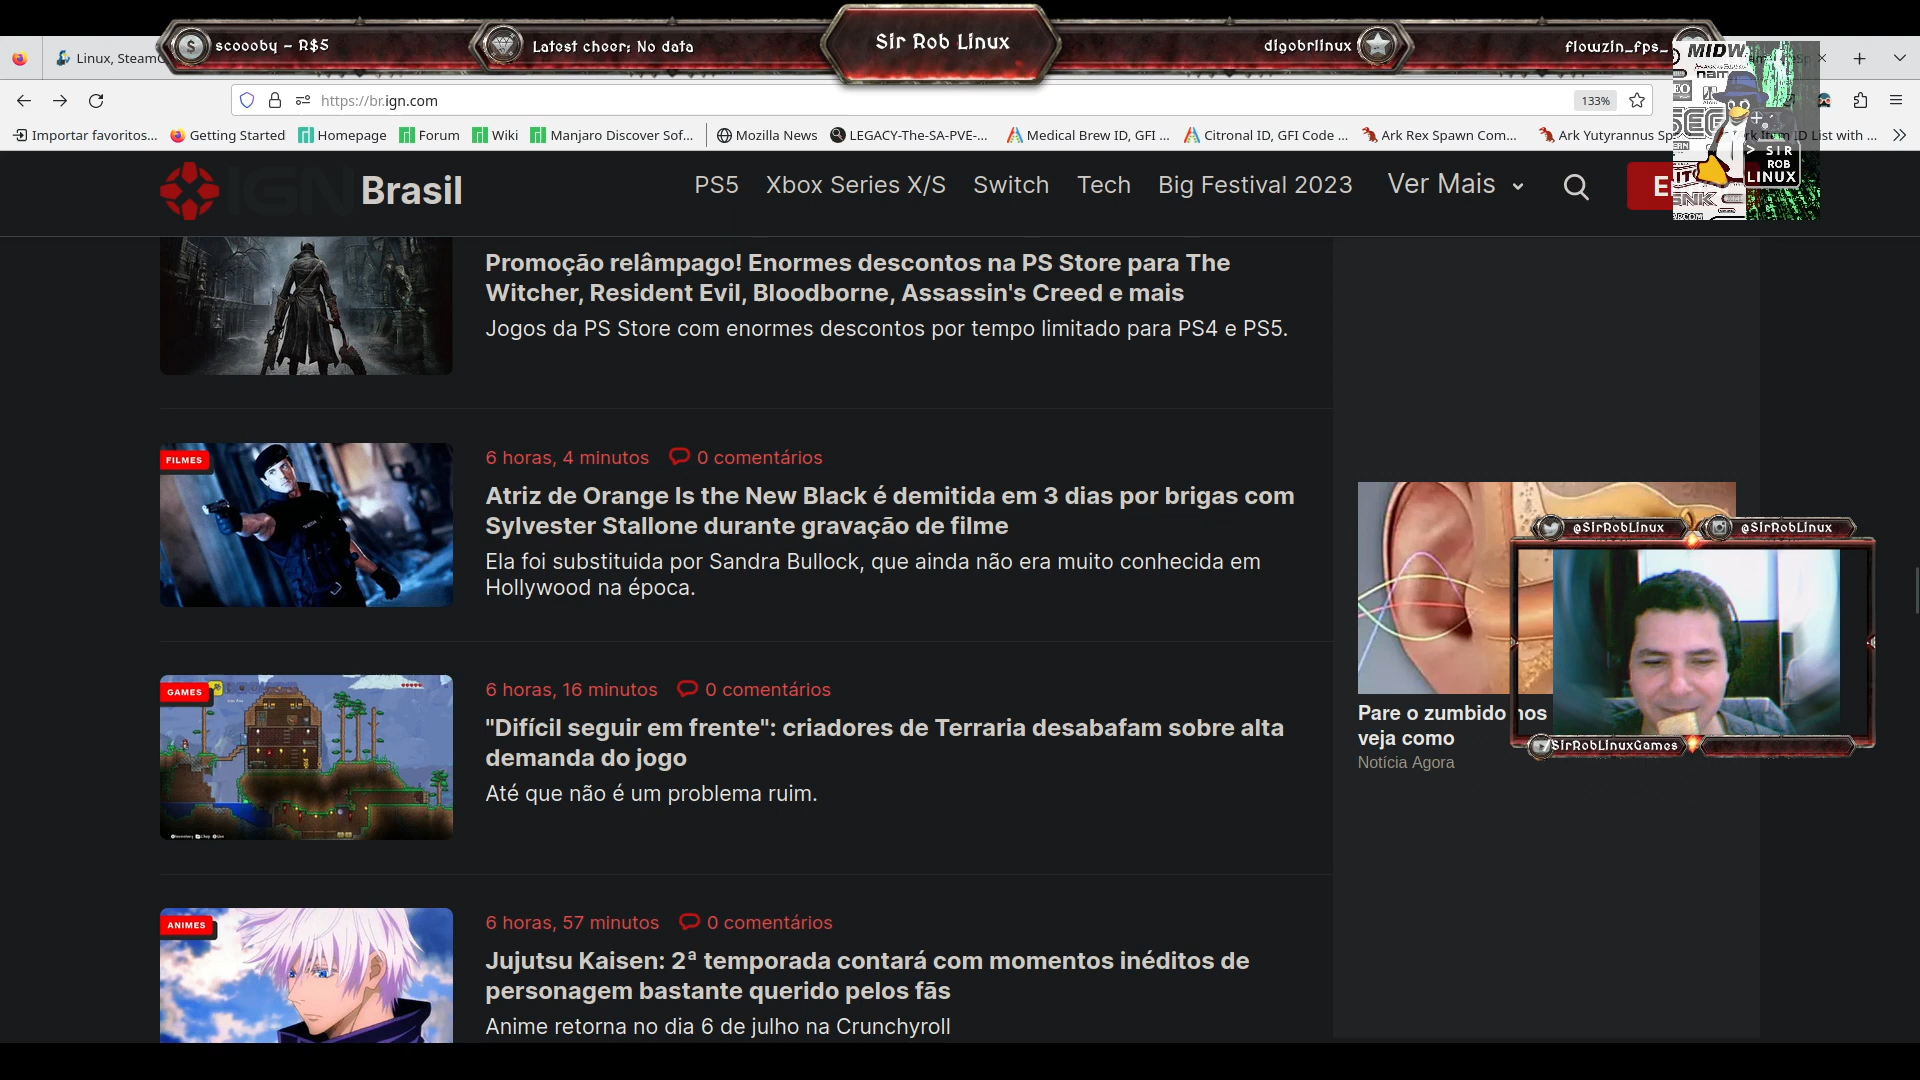 scoooby - R$5
Latest cheer: No data
Sir Rob Linux
digobrlinux
flowzin_fps_
Linux, SteamO
https://br.ign.com
133%
Importar favoritos...
Getting Started
Homepage
Forum
Wiki
Manjaro Discover Sof...
Mozilla News
LEGACY-The-SA-PVE-...
Medical Brew ID, GFI ...
Citronal ID, GFI Code ...
Ark Rex Spawn Com...
Ark Yutyrannus Sp
rk Item ID List with ...
MIDW
> SIR
ROB
LINUX
SNK
IGN Brasil
PS5
Xbox Series X/S
Switch
Tech
Big Festival 2023
Ver Mais
E
Promoção relâmpago! Enormes descontos na PS Store para The
Witcher, Resident Evil, Bloodborne, Assassin's Creed e mais
Jogos da PS Store com enormes descontos por tempo limitado para PS4 e PS5.
FILMES
6 horas, 4 minutos
0 comentários
Atriz de Orange Is the New Black é demitida em 3 dias por brigas com
Sylvester Stallone durante gravação de filme
Ela foi substituida por Sandra Bullock, que ainda não era muito conhecida em
Hollywood na época.
GAMES
6 horas, 16 minutos
0 comentários
"Difícil seguir em frente": criadores de Terraria desabafam sobre alta
demanda do jogo
Até que não é um problema ruim.
ANIMES
6 horas, 57 minutos
0 comentários
Jujutsu Kaisen: 2ª temporada contará com momentos inéditos de
personagem bastante querido pelos fãs
Anime retorna no dia 6 de julho na Crunchyroll
@SirRobLinux
@SirRobLinux
Pare o zumbido nos
veja como
Notícia Agora
SirRobLinuxGames